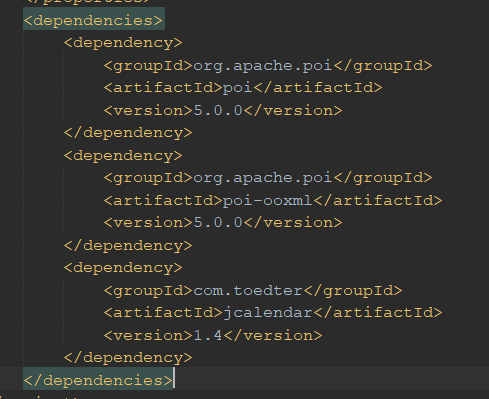 </properties>
<dependencies>
<dependency>
<groupId>org.apache.poi</groupId>
<artifactId>poi</artifactId>
<version>5.0.0</version>
</dependency>
<dependency>
<groupId>org.apache.poi</groupId>
<artifactId>poi-ooxml</artifactId>
<version>5.0.0</version>
</dependency>
<dependency>
<groupId>com.toedter</groupId>
<artifactId>jcalendar</artifactId>
<version>1.4</version>
</dependency>
</dependencies>